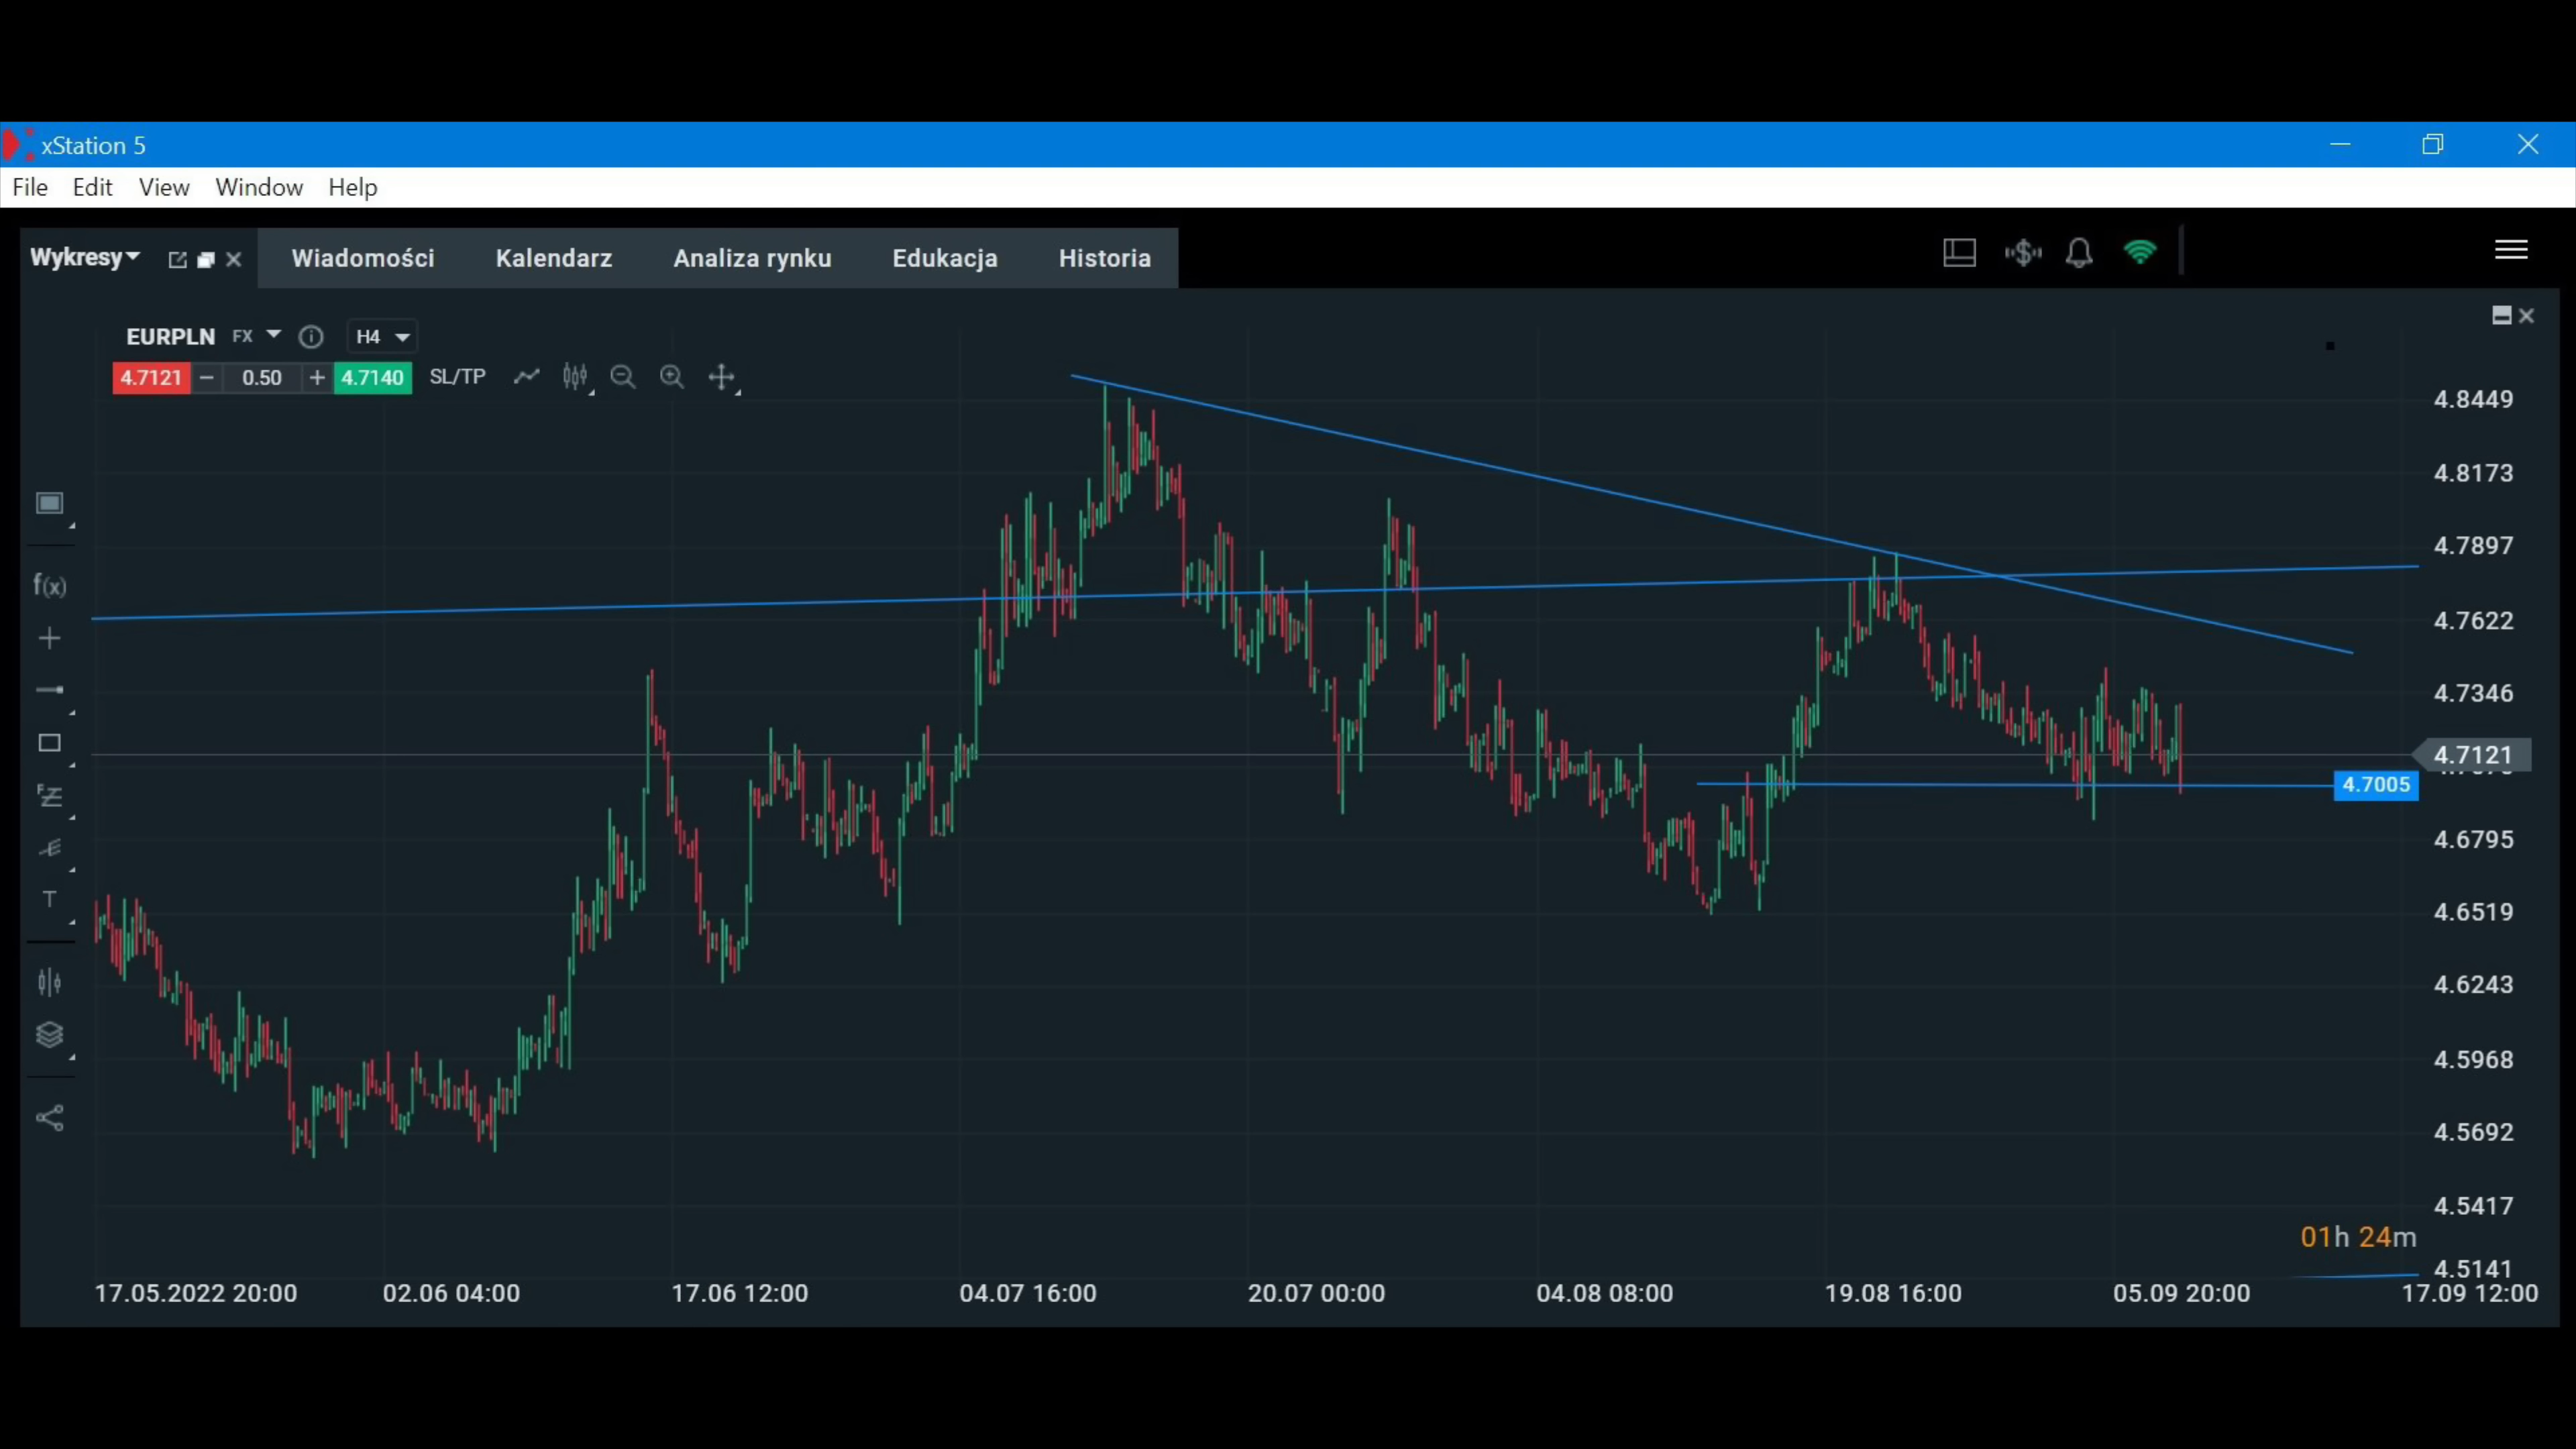 xStation 5
File Edit View Window Help
Wykresy Wiadomości Kalendarz Analiza rynku Edukacja Historia
EURPLN FX H4
4.7121 − 0.50 + 4.7140 SL/TP
4.8449
4.8173
4.7897
4.7622
4.7346
4.7121
4.7005
4.6795
4.6519
4.6243
4.5968
4.5692
4.5417
4.5141
f(x)
T
01h 24m
17.05.2022 20:00 02.06 04:00 17.06 12:00 04.07 16:00 20.07 00:00 04.08 08:00 19.08 16:00 05.09 20:00 17.09 12:00